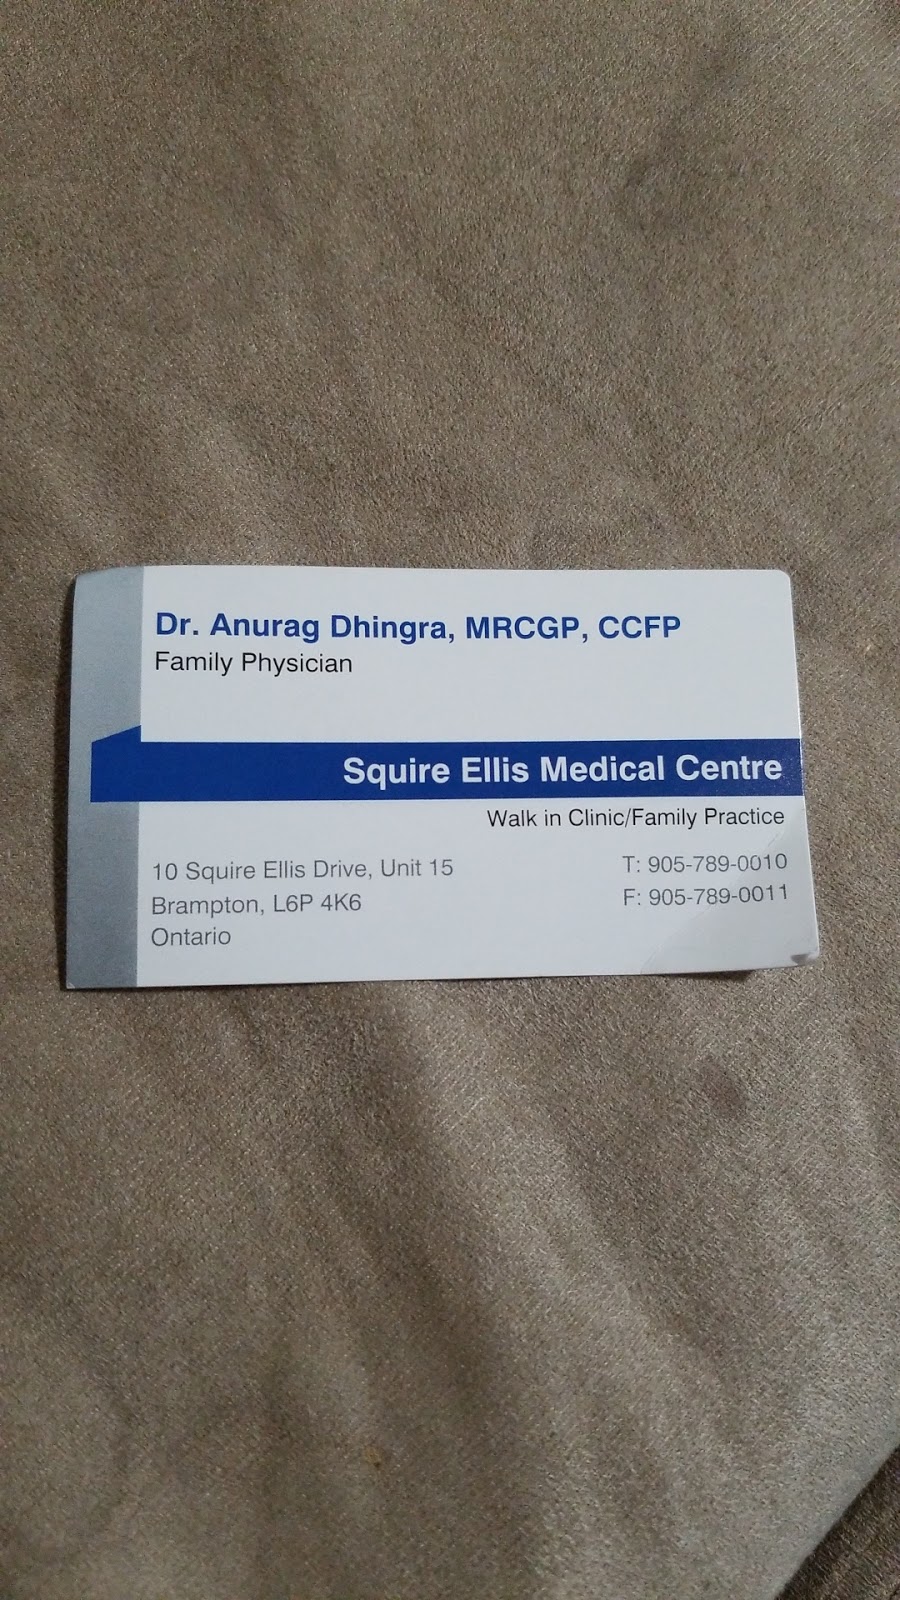 Dr. Anurag Dhingra, MRCGP, CCFP
Family Physician
Squire Ellis Medical Centre
Walk in Clinic/Family Practice
10 Squire Ellis Drive, Unit 15
Brampton, L6P 4K6
Ontario
T: 905-789-0010
F: 905-789-0011